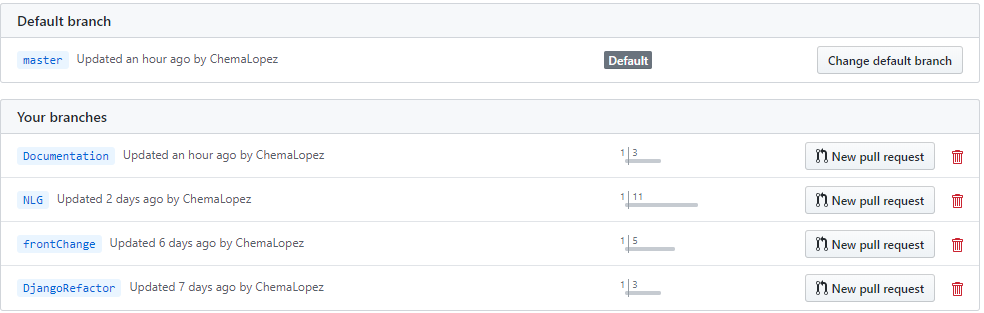 Default branch
master Updated an hour ago by ChemaLopez Default Change default branch
Your branches
Documentation Updated an hour ago by ChemaLopez 1 3 New pull request
NLG Updated 2 days ago by ChemaLopez 1 11 New pull request
frontChange Updated 6 days ago by ChemaLopez 1 5 New pull request
DjangoRefactor Updated 7 days ago by ChemaLopez 1 3 New pull request